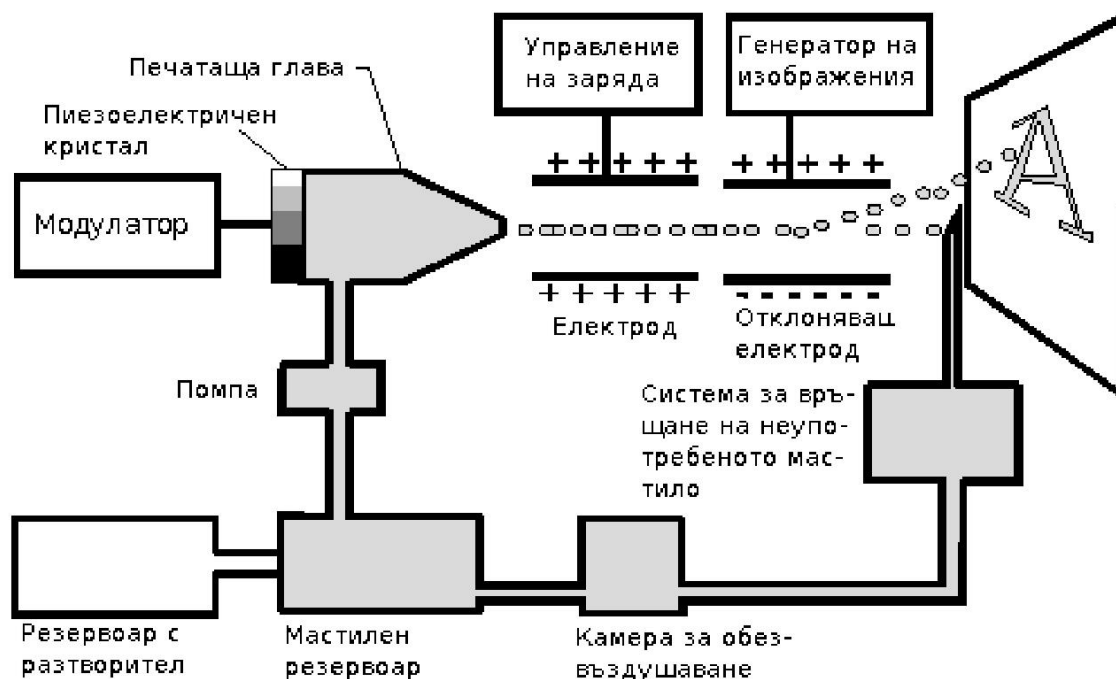 Печатаща глава
Пиезоелектричен
кристал
Модулатор
Управление
на заряда
Генератор на
изображения
A
+ + + + +
+ + + + +
+ + + + +
- - - - - -
Електрод
Отклоняващ
електрод
Помпа
Система за връ-
щане на неупо-
требеното мас-
тило
Резервоар с
разтворител
Мастилен
резервоар
Камера за обез-
въздушаване